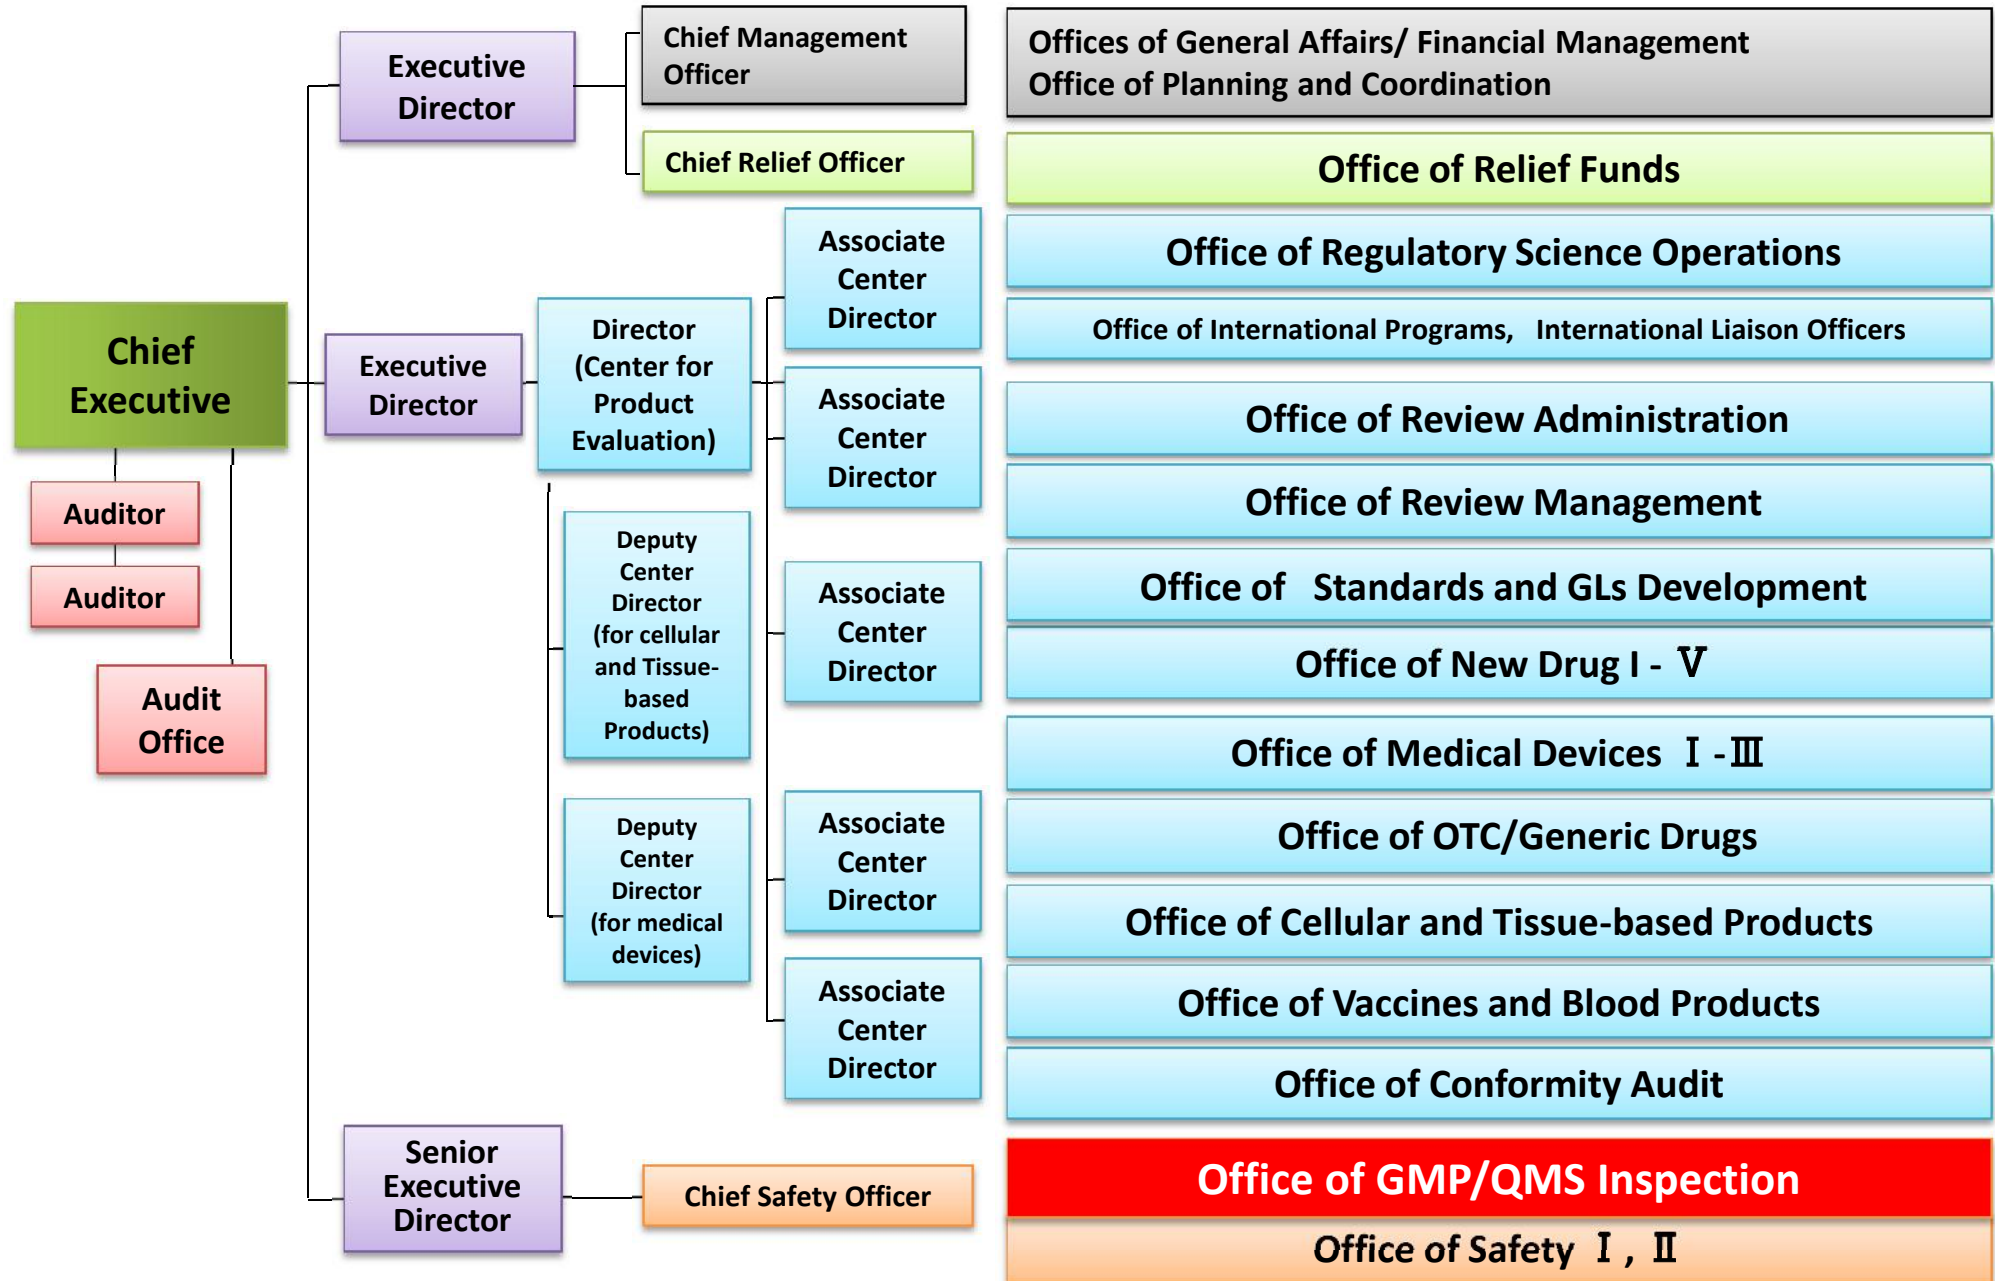 Executive
Director
Chief Management
Officer
Offices of General Affairs/ Financial Management
Office of Planning and Coordination
Chief Relief Officer
Office of Relief Funds
Chief
Executive
Auditor
Auditor
Audit
Office
Executive
Director
Director
(Center for
Product
Evaluation)
Deputy
Center
Director
(for cellular
and Tissue-
based
Products)
Deputy
Center
Director
(for medical
devices)
Associate
Center
Director
Associate
Center
Director
Associate
Center
Director
Associate
Center
Director
Associate
Center
Director
Office of Regulatory Science Operations
Office of International Programs, International Liaison Officers
Office of Review Administration
Office of Review Management
Office of Standards and GLs Development
Office of New Drug I - Ⅴ
Office of Medical Devices Ⅰ -Ⅲ
Office of OTC/Generic Drugs
Office of Cellular and Tissue-based Products
Office of Vaccines and Blood Products
Office of Conformity Audit
Senior
Executive
Director
Chief Safety Officer
Office of GMP/QMS Inspection
Office of Safety Ⅰ , Ⅱ